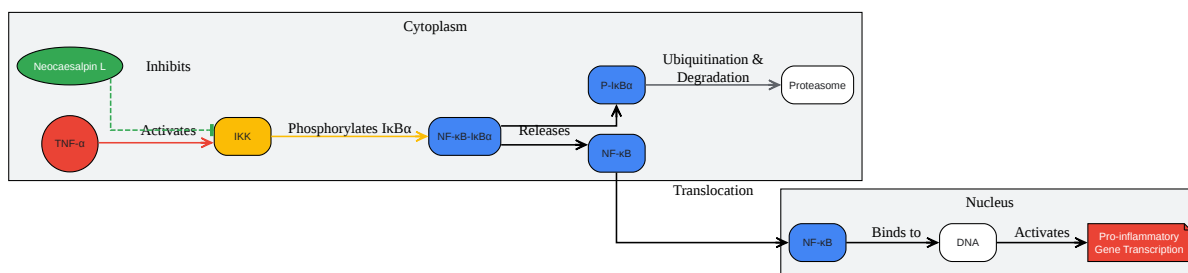 Cytoplasm
Neocaesalpin L
Inhibits
TNF-α
Activates
IKK
Phosphorylates IκBα
NF-κB-IκBα
Releases
P-IκBα
NF-κB
Ubiquitination &
Degradation
Proteasome
Translocation
Nucleus
NF-κB
Binds to
DNA
Activates
Pro-inflammatory
Gene Transcription